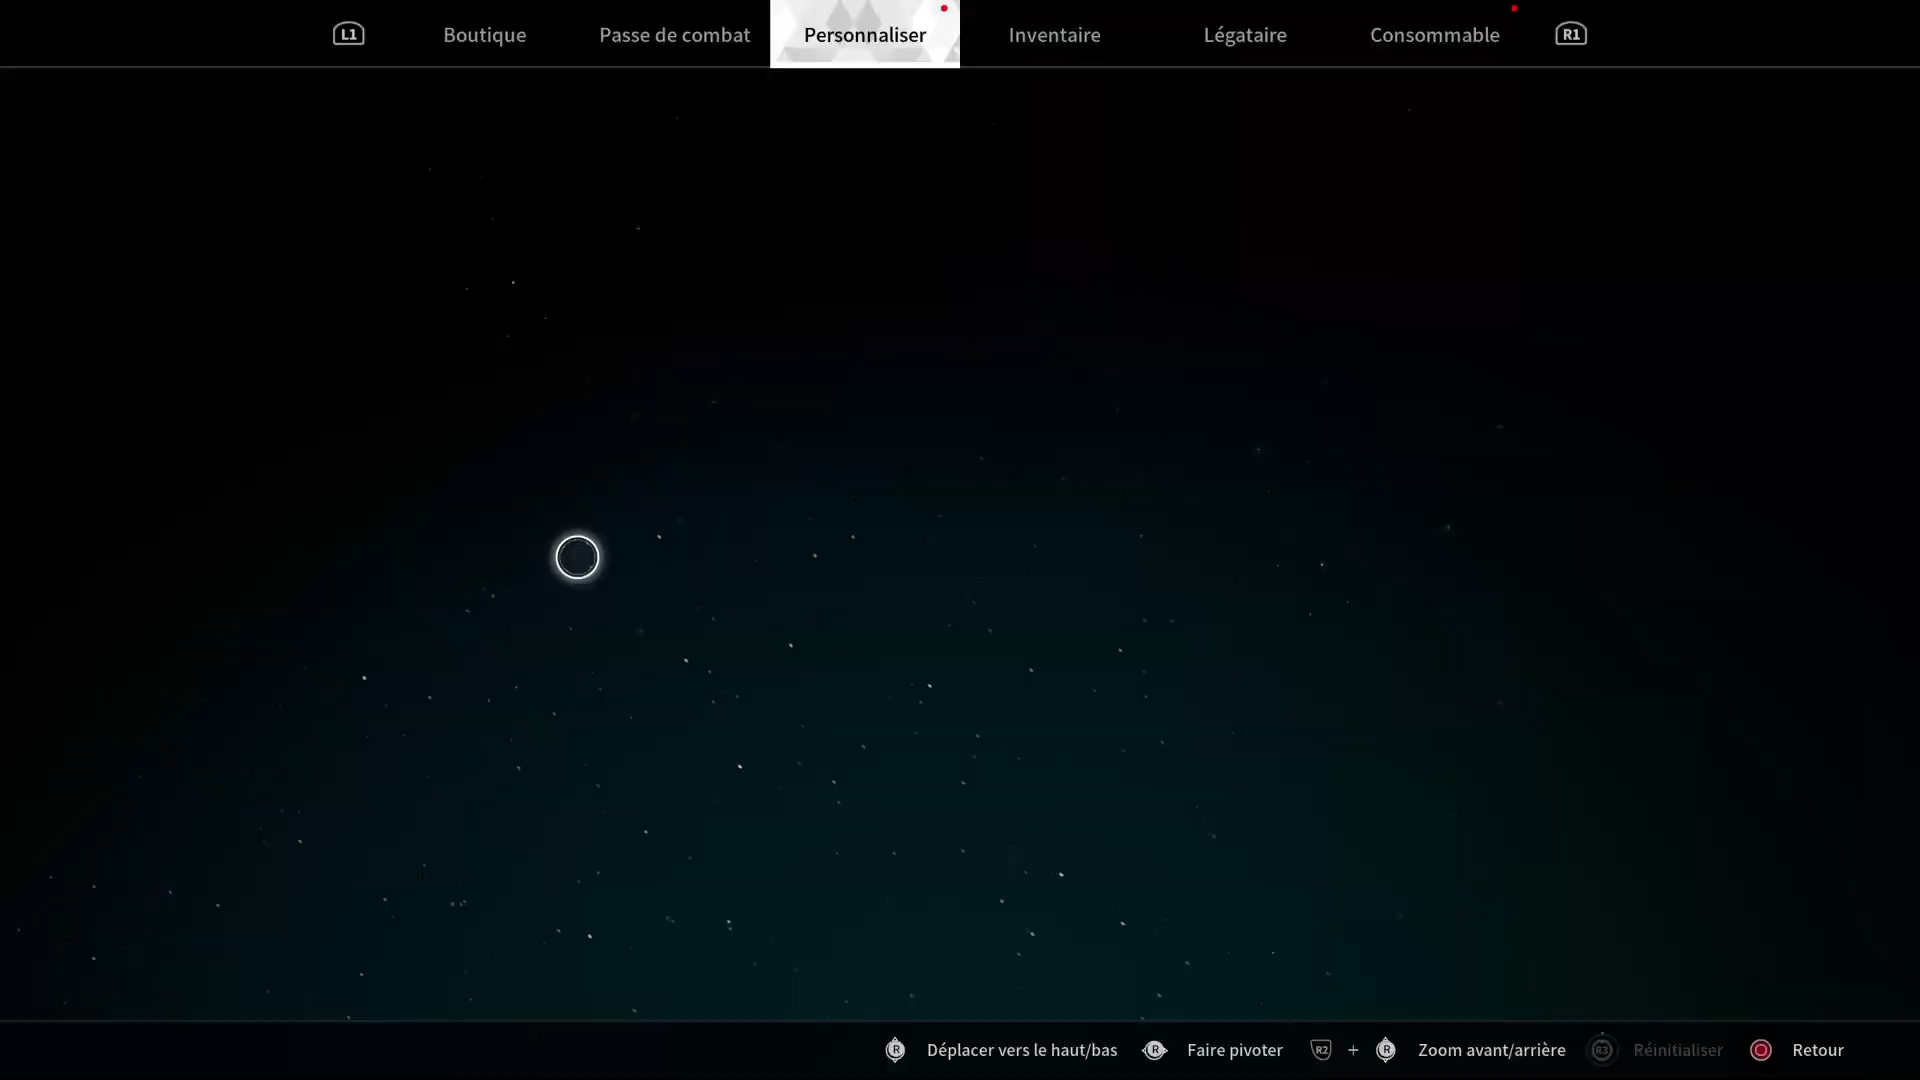 L1 Boutique Passe de combat Personnaliser Inventaire Légataire Consommable R1
R Déplacer vers le haut/bas R Faire pivoter R2 + R Zoom avant/arrière R3 Réinitialiser Retour